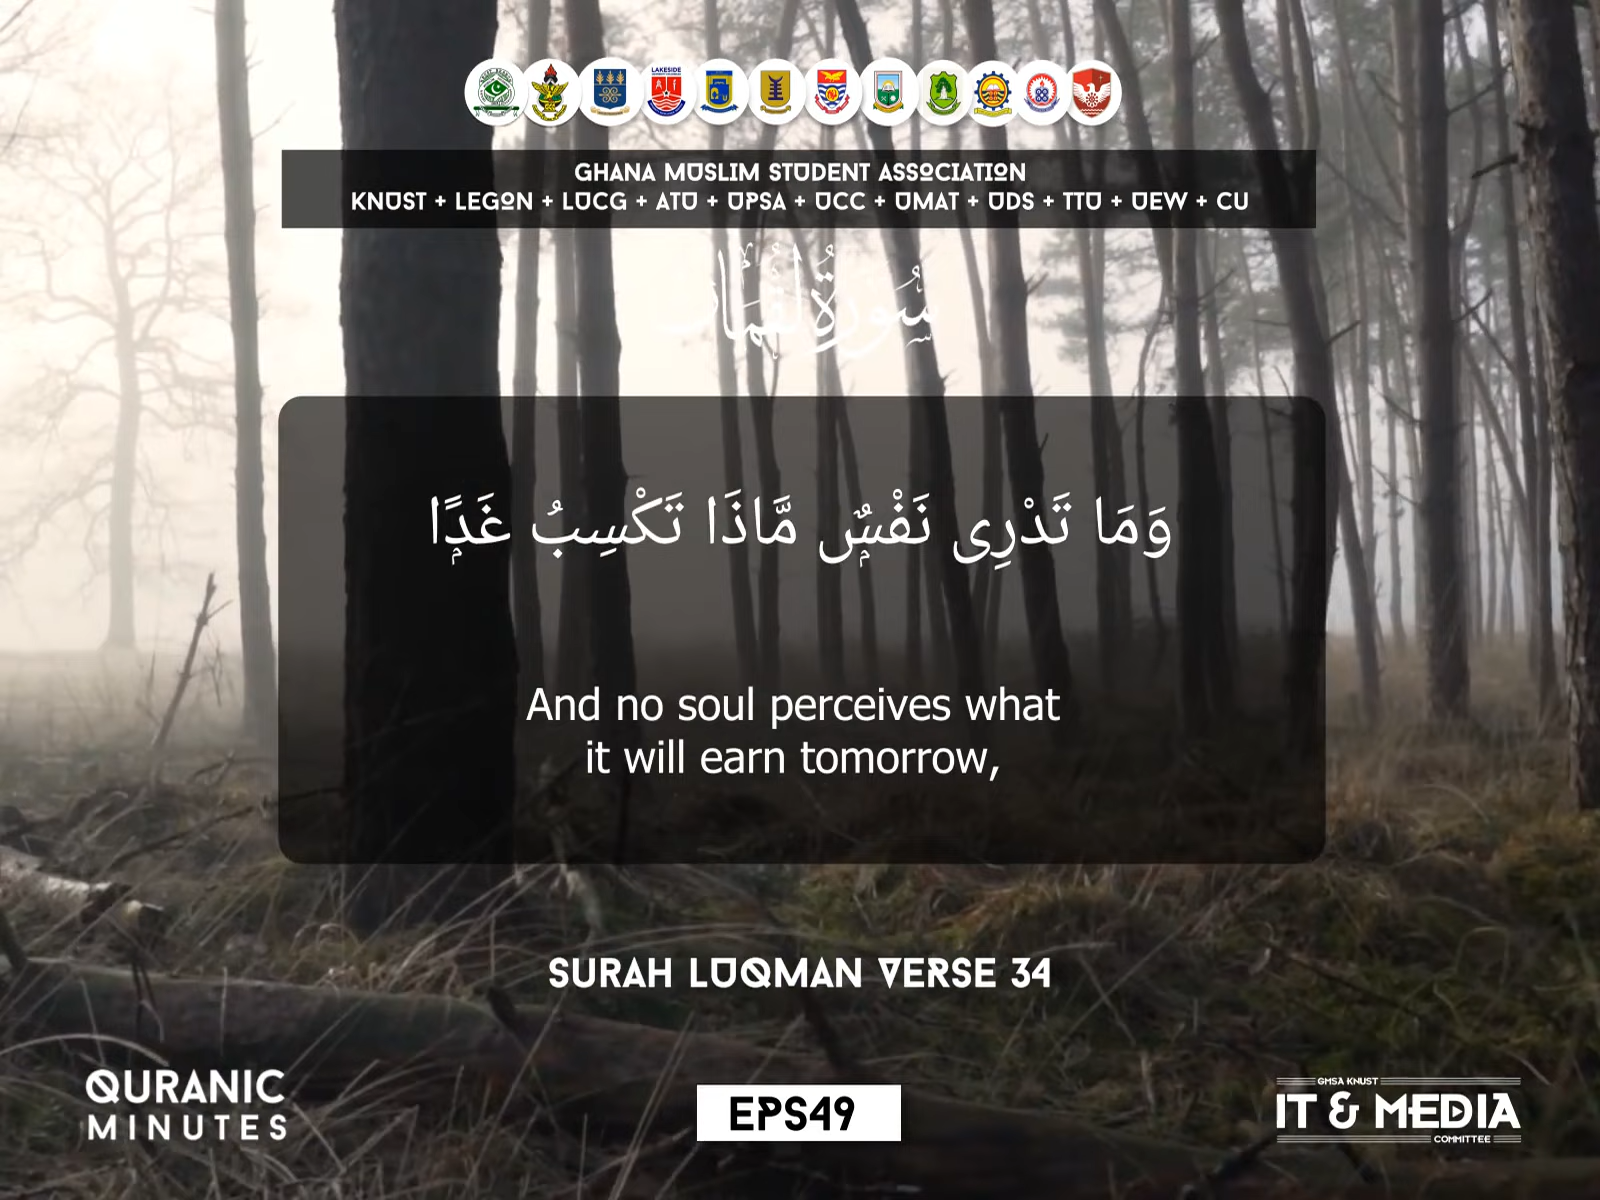 LAKESIDE
GHANA MUSLIM STUDENT ASSOCIATION
KNUST + LEGON + LUCG + ATU + UPSA + UCC + UMAT + UDS + TTU + UEW + CU
سُورَةُ لُقْمَان
وَمَا تَدْرِى نَفْسٌۢ مَّاذَا تَكْسِبُ غَدًۭا
And no soul perceives what
it will earn tomorrow,
SURAH LUQMAN VERSE 34
QURANIC
MINUTES
EPS49
GMSA KNUST
IT & MEDIA
COMMITTEE